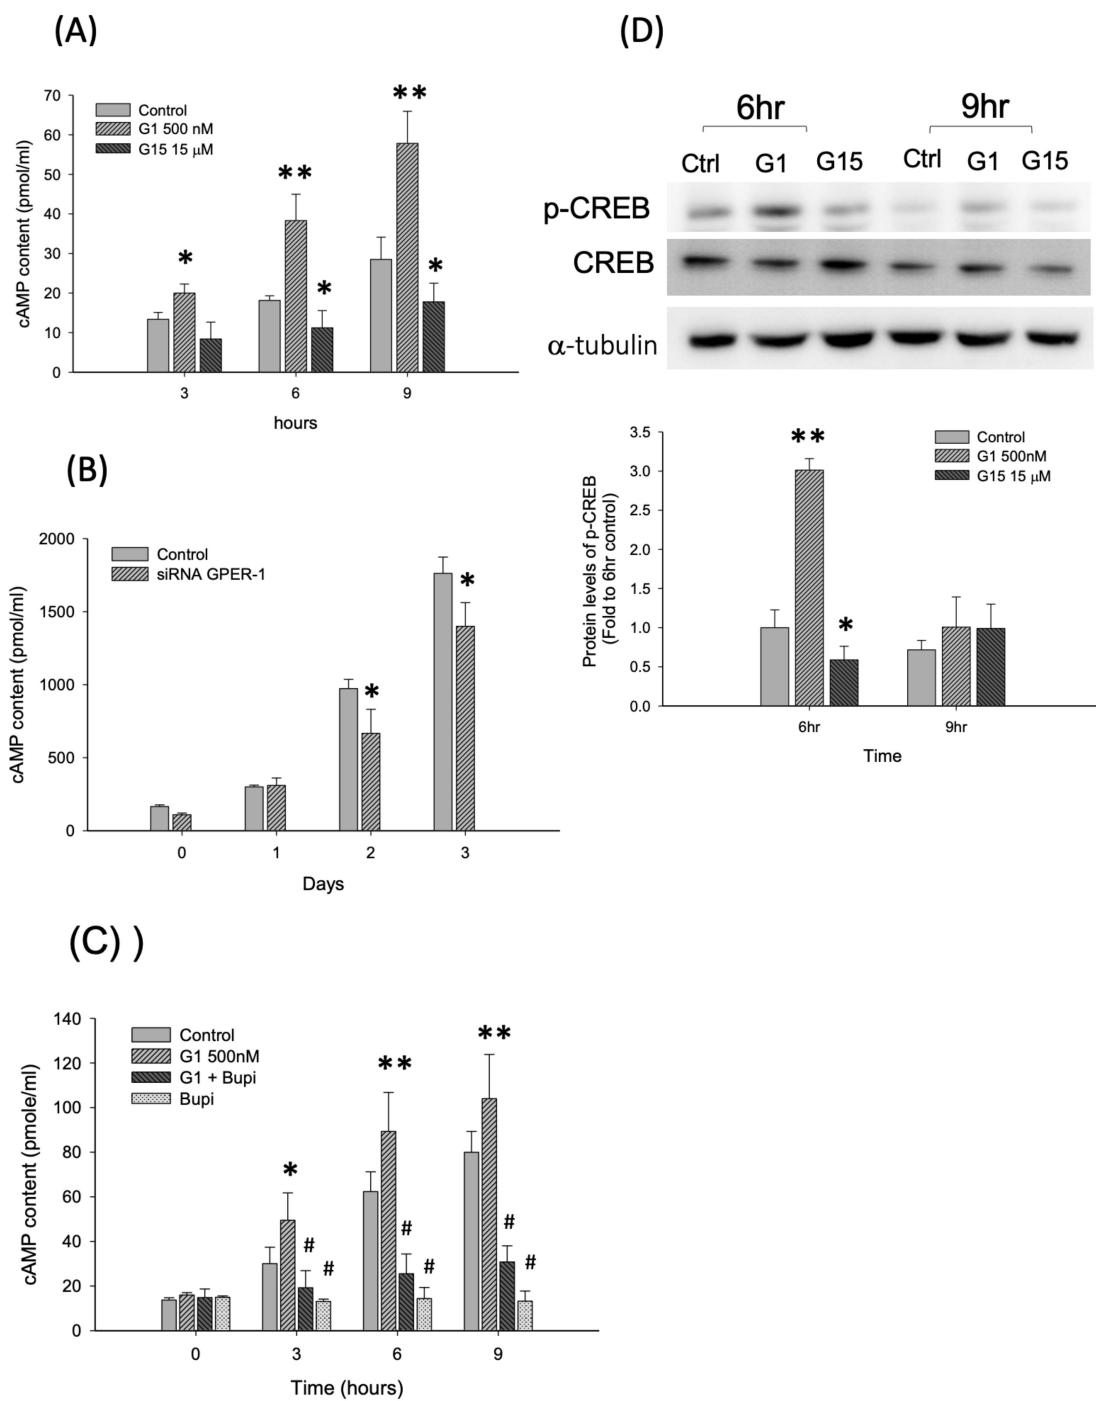 (A)
70
60
50
40
30
20
10
0
cAMP content (pmol/ml)
Control
G1 500 nM
G15 15 μM
*
**
*
**
*
3 6 9
hours
(B)
2000
1500
1000
500
0
cAMP content (pmol/ml)
Control
siRNA GPER-1
*
*
0 1 2 3
Days
(C) )
140
120
100
80
60
40
20
0
cAMP content (pmole/ml)
Control
G1 500nM
G1 + Bupi
Bupi
*
#
#
**
#
#
**
#
#
0 3 6 9
Time (hours)
(D)
6hr 9hr
Ctrl G1 G15 Ctrl G1 G15
p-CREB
CREB
α-tubulin
3.5
3.0
2.5
2.0
1.5
1.0
0.5
0.0
Protein levels of p-CREB
(Fold to 6hr control)
Control
G1 500nM
G15 15 μM
**
*
6hr 9hr
Time